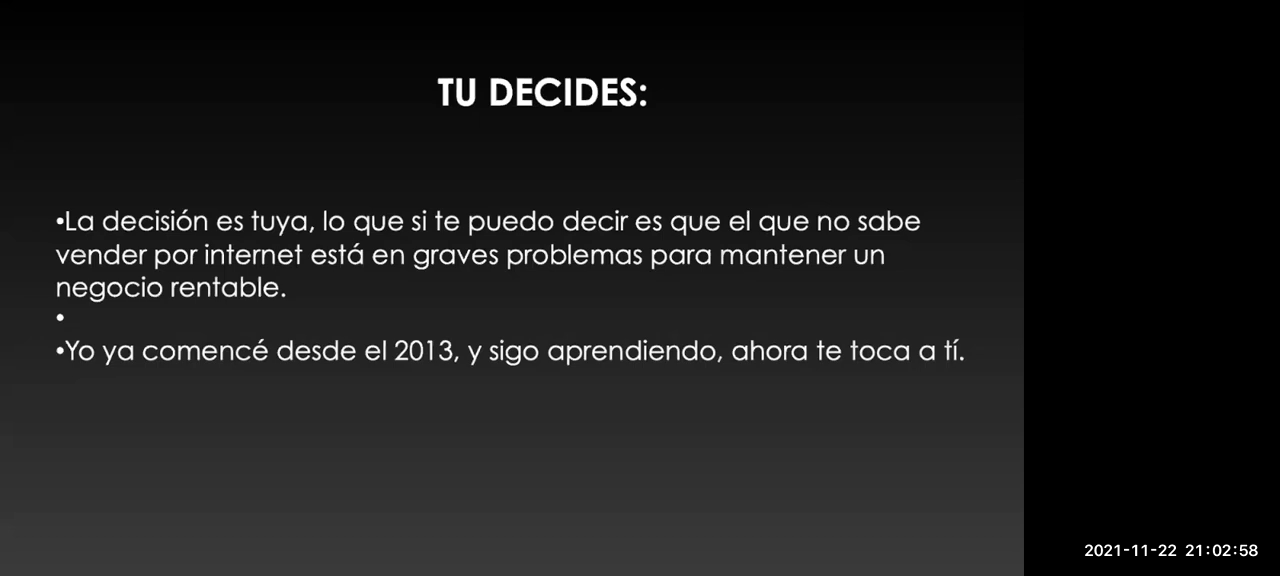 TU DECIDES:
•La decisión es tuya, lo que si te puedo decir es que el que no sabe
vender por internet está en graves problemas para mantener un
negocio rentable.
•
•Yo ya comencé desde el 2013, y sigo aprendiendo, ahora te toca a tí.
2021-11-22 21:02:58